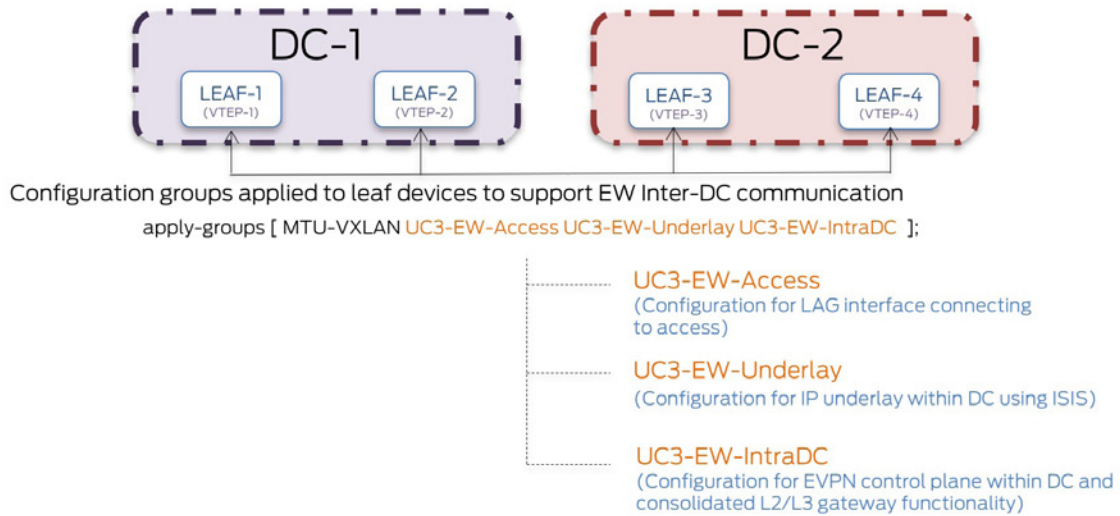 DC-1
DC-2
LEAF-1
(VTEP-1)
LEAF-2
(VTEP-2)
LEAF-3
(VTEP-3)
LEAF-4
(VTEP-4)
Configuration groups applied to leaf devices to support EW Inter-DC communication
apply-groups [ MTU-VXLAN UC3-EW-Access UC3-EW-Underlay UC3-EW-IntraDC ];
UC3-EW-Access
(Configuration for LAG interface connecting
to access)
UC3-EW-Underlay
(Configuration for IP underlay within DC using ISIS)
UC3-EW-IntraDC
(Configuration for EVPN control plane within DC and
consolidated L2/L3 gateway functionality)